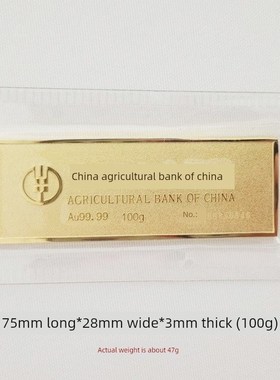 China agricultural bank of china
AGRICULTURAL BANK OF CHINA
Au99.99 100g No.:
75mm long*28mm wide*3mm thick (100g)
Actual weight is about 47g